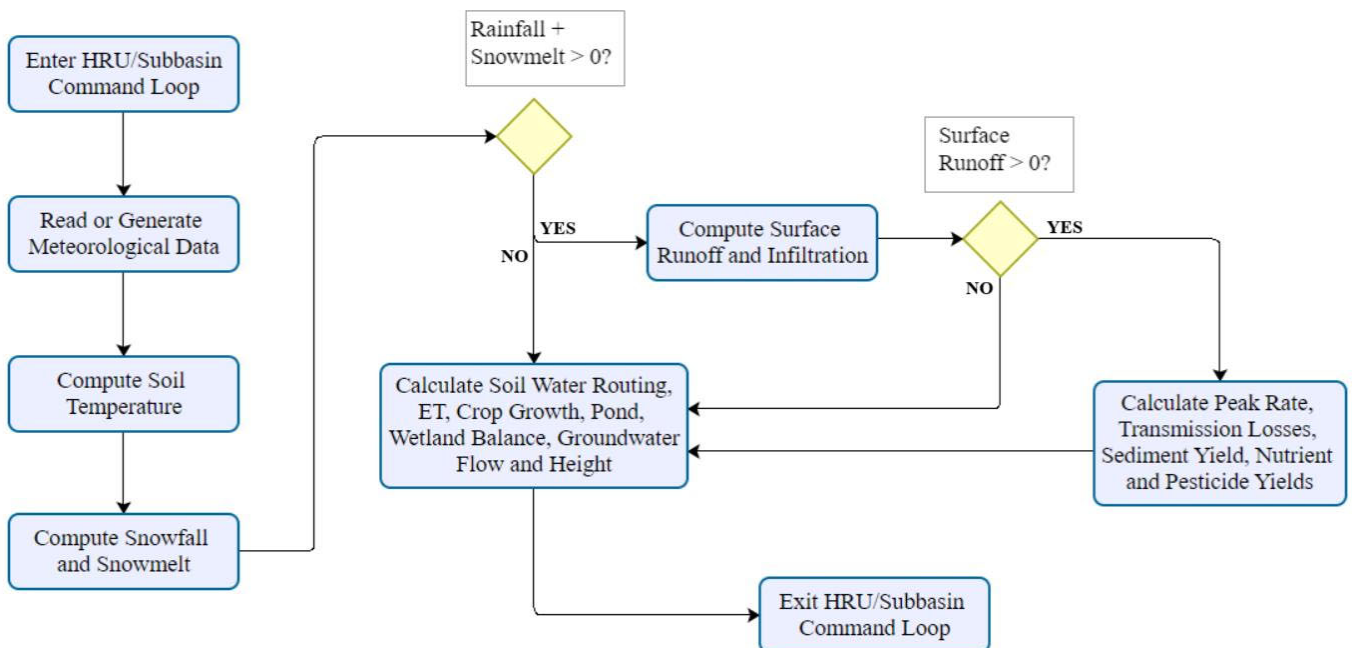 Enter HRU/Subbasin
Command Loop
Read or Generate
Meteorological Data
Compute Soil
Temperature
Compute Snowfall
and Snowmelt
Rainfall +
Snowmelt > 0?
YES
NO
Compute Surface
Runoff and Infiltration
Surface
Runoff > 0?
YES
NO
Calculate Peak Rate,
Transmission Losses,
Sediment Yield, Nutrient
and Pesticide Yields
Calculate Soil Water Routing,
ET, Crop Growth, Pond,
Wetland Balance, Groundwater
Flow and Height
Exit HRU/Subbasin
Command Loop